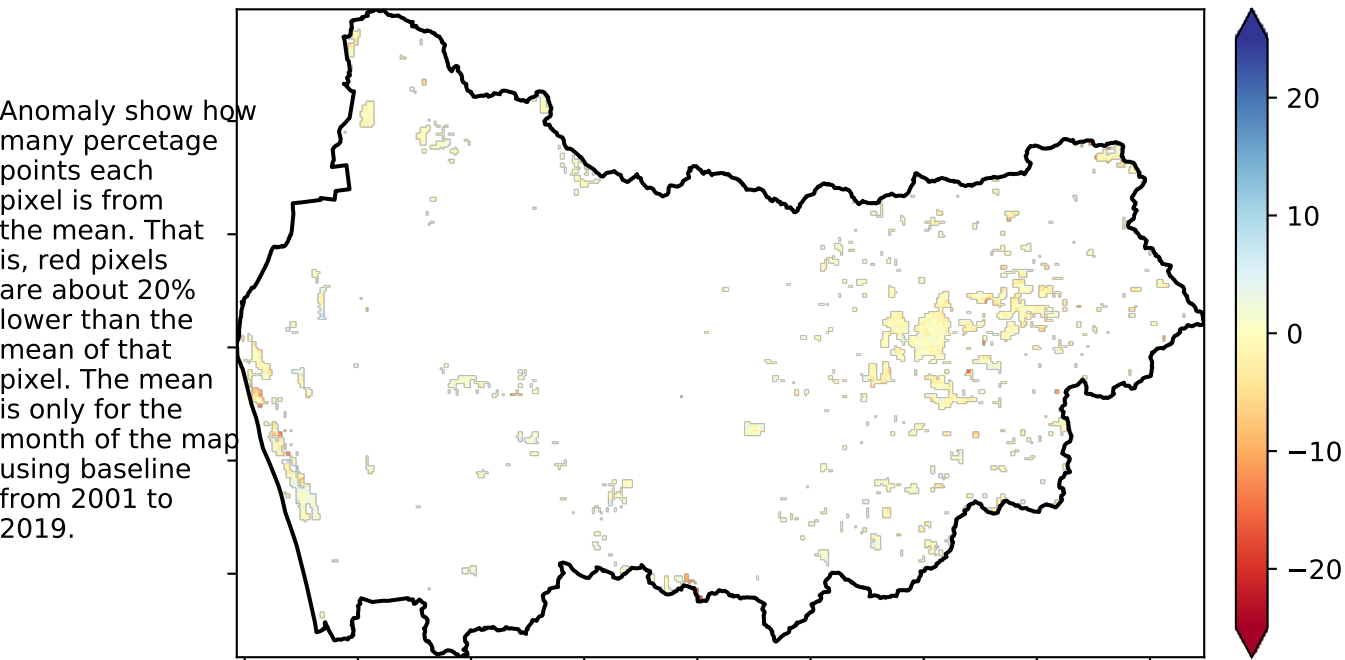 Anomaly show how
many percetage
points each
pixel is from
the mean. That
is, red pixels
are about 20%
lower than the
mean of that
pixel. The mean
is only for the
month of the map
using baseline
from 2001 to
2019.
20
10
0
−10
−20